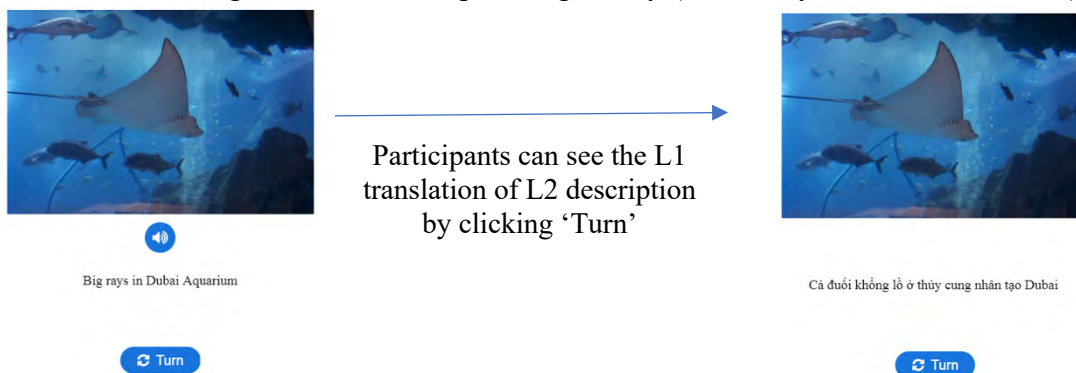 Participants can see the L1
translation of L2 description
by clicking ‘Turn’
Big rays in Dubai Aquarium
Turn
Cá đuối khổng lồ ở thủy cung nhân tạo Dubai
Turn